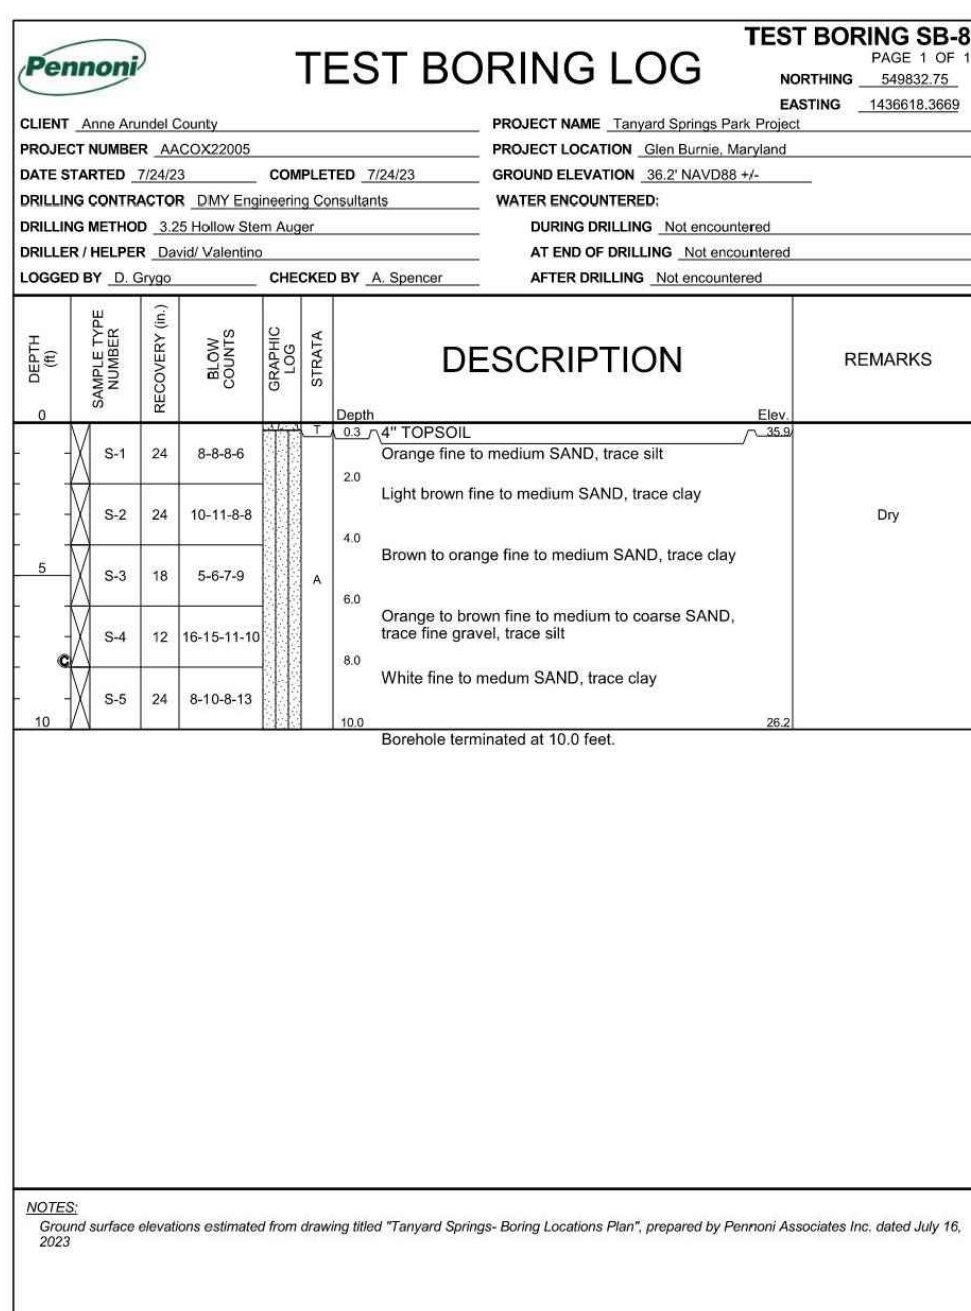 Pennoni
TEST BORING LOG
TEST BORING SB-8
PAGE 1 OF 1
NORTHING 549832.75
EASTING 1436618.3669
CLIENT Anne Arundel County
PROJECT NAME Tanyard Springs Park Project
PROJECT NUMBER AACOX22005
PROJECT LOCATION Glen Burnie, Maryland
DATE STARTED 7/24/23 COMPLETED 7/24/23
GROUND ELEVATION 36.2' NAVD88 +/-
DRILLING CONTRACTOR DMY Engineering Consultants
WATER ENCOUNTERED:
DRILLING METHOD 3.25 Hollow Stem Auger
DURING DRILLING Not encountered
DRILLER / HELPER David/ Valentino
AT END OF DRILLING Not encountered
LOGGED BY D. Grygo CHECKED BY A. Spencer
AFTER DRILLING Not encountered
DEPTH
(ft)
SAMPLE TYPE
NUMBER
RECOVERY (in.)
BLOW
COUNTS
GRAPHIC
LOG
STRATA
DESCRIPTION
REMARKS
0
Depth
Elev.
T
0.3 4" TOPSOIL 35.9
S-1 24 8-8-8-6
Orange fine to medium SAND, trace silt
2.0
Light brown fine to medium SAND, trace clay
S-2 24 10-11-8-8
Dry
4.0
Brown to orange fine to medium SAND, trace clay
5
S-3 18 5-6-7-9
A
6.0
Orange to brown fine to medium to coarse SAND,
trace fine gravel, trace silt
S-4 12 16-15-11-10
C
8.0
White fine to medum SAND, trace clay
S-5 24 8-10-8-13
10
10.0 26.2
Borehole terminated at 10.0 feet.
NOTES:
Ground surface elevations estimated from drawing titled "Tanyard Springs- Boring Locations Plan", prepared by Pennoni Associates Inc. dated July 16,
2023